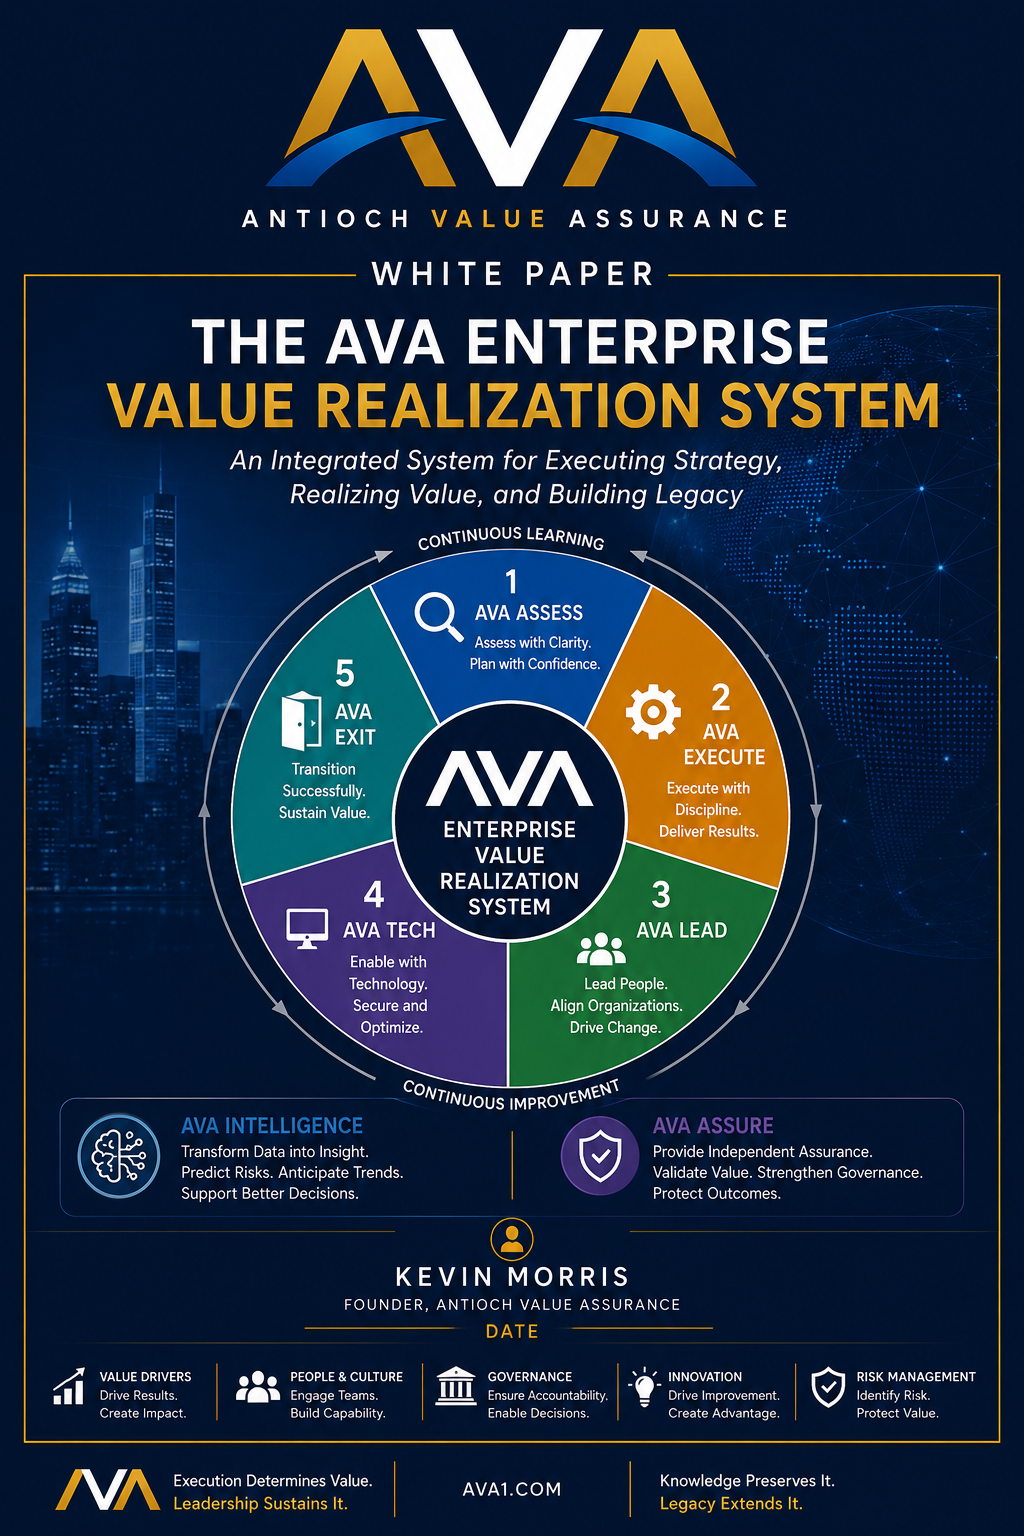 AVA
ANTIOCH VALUE ASSURANCE
WHITE PAPER
THE AVA ENTERPRISE
VALUE REALIZATION SYSTEM
An Integrated System for Executing Strategy,
Realizing Value, and Building Legacy
CONTINUOUS LEARNING
1
AVA ASSESS
Assess with Clarity.
Plan with Confidence.
2
AVA
EXECUTE
Execute with
Discipline.
Deliver Results.
3
AVA LEAD
Lead People.
Align Organizations.
Drive Change.
4
AVA TECH
Enable with
Technology.
Secure and
Optimize.
5
AVA
EXIT
Transition
Successfully.
Sustain Value.
AVA
ENTERPRISE
VALUE
REALIZATION
SYSTEM
CONTINUOUS IMPROVEMENT
AVA INTELLIGENCE
Transform Data into Insight.
Predict Risks. Anticipate Trends.
Support Better Decisions.
AVA ASSURE
Provide Independent Assurance.
Validate Value. Strengthen Governance.
Protect Outcomes.
KEVIN MORRIS
FOUNDER, ANTIOCH VALUE ASSURANCE
DATE
VALUE DRIVERS
Drive Results.
Create Impact.
PEOPLE & CULTURE
Engage Teams.
Build Capability.
GOVERNANCE
Ensure Accountability.
Enable Decisions.
INNOVATION
Drive Improvement.
Create Advantage.
RISK MANAGEMENT
Identify Risk.
Protect Value.
AVA
Execution Determines Value.
Leadership Sustains It.
AVA1.COM
Knowledge Preserves It.
Legacy Extends It.